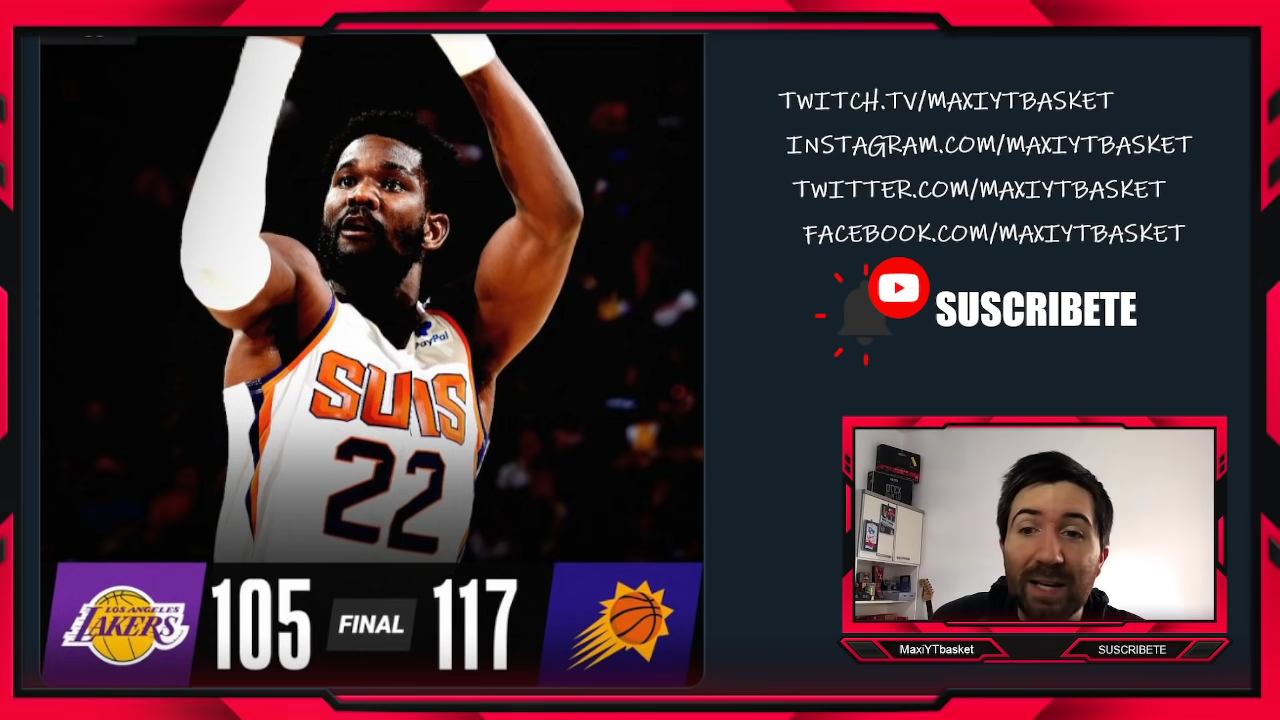 TWITCH.TV/MAXIYTBASKET
INSTAGRAM.COM/MAXIYTBASKET
TWITTER.COM/MAXIYTBASKET
FACEBOOK.COM/MAXIYTBASKET
SUSCRIBETE
PayPal
SUNS
22
LOS ANGELES
LAKERS
105
FINAL
117
MaxiYTbasket
SUSCRIBETE